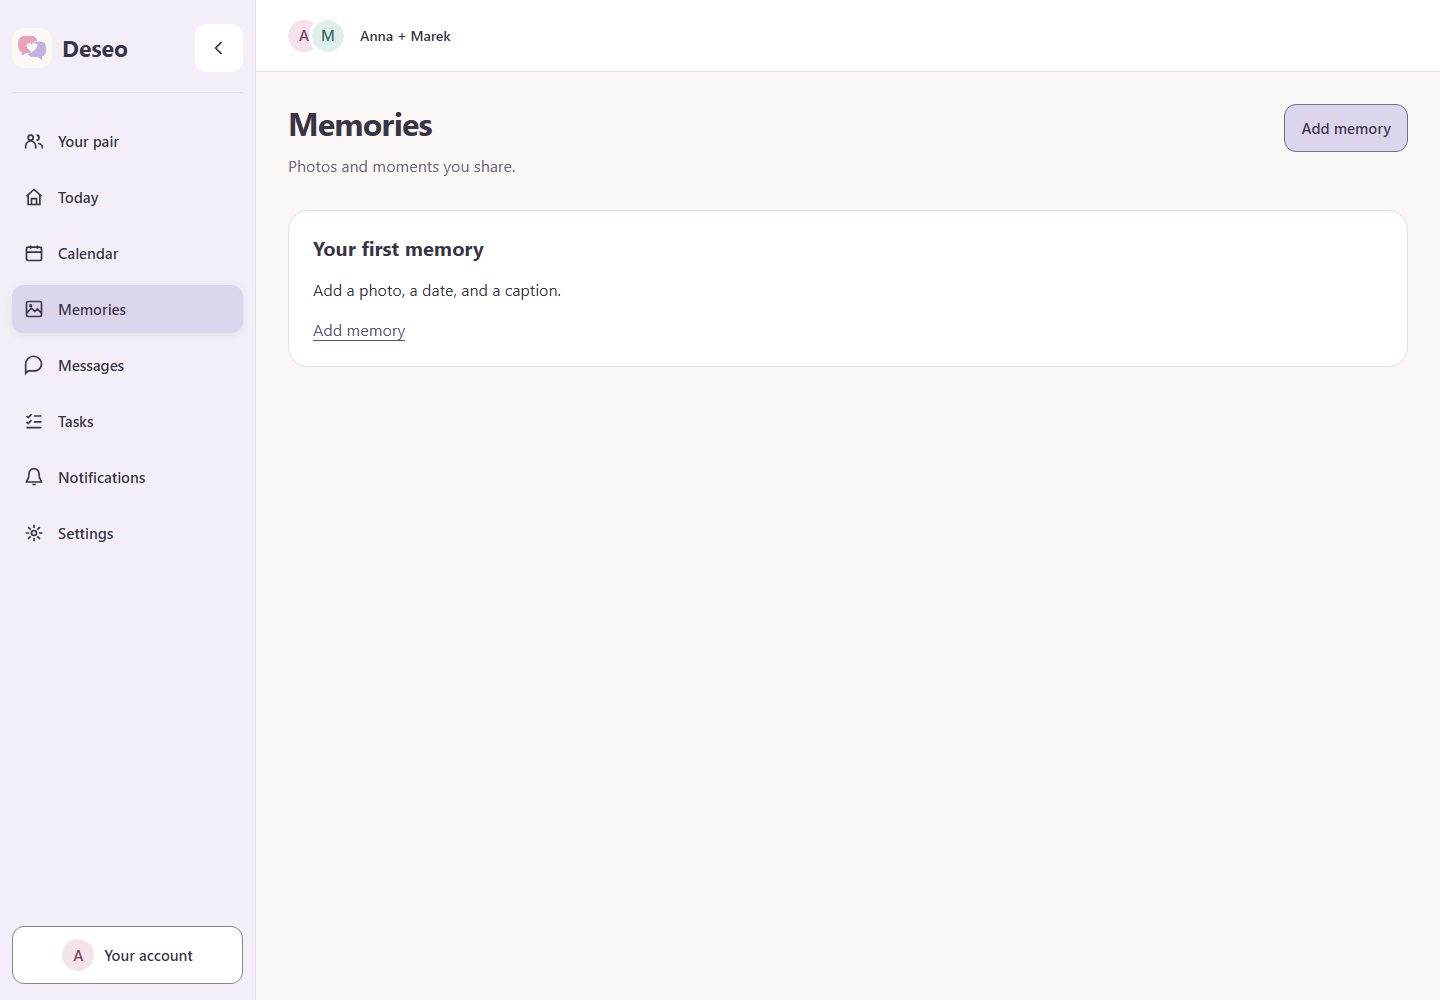 Deseo
Your pair
Today
Calendar
Memories
Messages
Tasks
Notifications
Settings
A Your account
A M Anna + Marek
Memories
Photos and moments you share.
Add memory
Your first memory
Add a photo, a date, and a caption.
Add memory